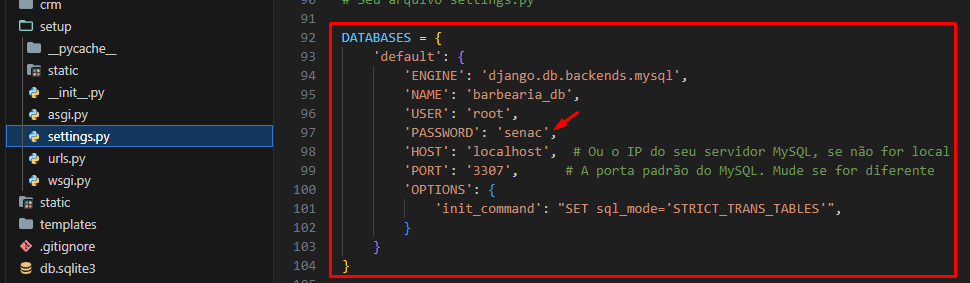 crm
setup
__pycache__
static
__init__.py
asgi.py
settings.py
urls.py
wsgi.py
static
templates
.gitignore
db.sqlite3
90 # Seu arquivo settings.py
91
92 DATABASES = {
93 'default': {
94 'ENGINE': 'django.db.backends.mysql',
95 'NAME': 'barbearia_db',
96 'USER': 'root',
97 'PASSWORD': 'senac',
98 'HOST': 'localhost', # Ou o IP do seu servidor MySQL, se não for local
99 'PORT': '3307', # A porta padrão do MySQL. Mude se for diferente
100 'OPTIONS': {
101 'init_command': "SET sql_mode='STRICT_TRANS_TABLES'",
102 }
103 }
104 }